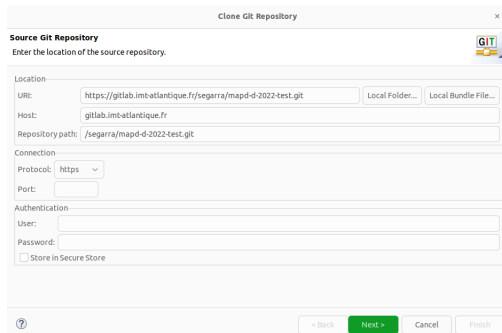 Clone Git Repository
×
Source Git Repository
Enter the location of the source repository.
GIT
Location
URI: https://gitlab.imt-atlantique.fr/segarra/mapd-d-2022-test.git Local Folder... Local Bundle File...
Host: gitlab.imt-atlantique.fr
Repository path: /segarra/mapd-d-2022-test.git
Connection
Protocol: https
Port:
Authentication
User:
Password:
Store in Secure Store
? < Back Next > Cancel Finish